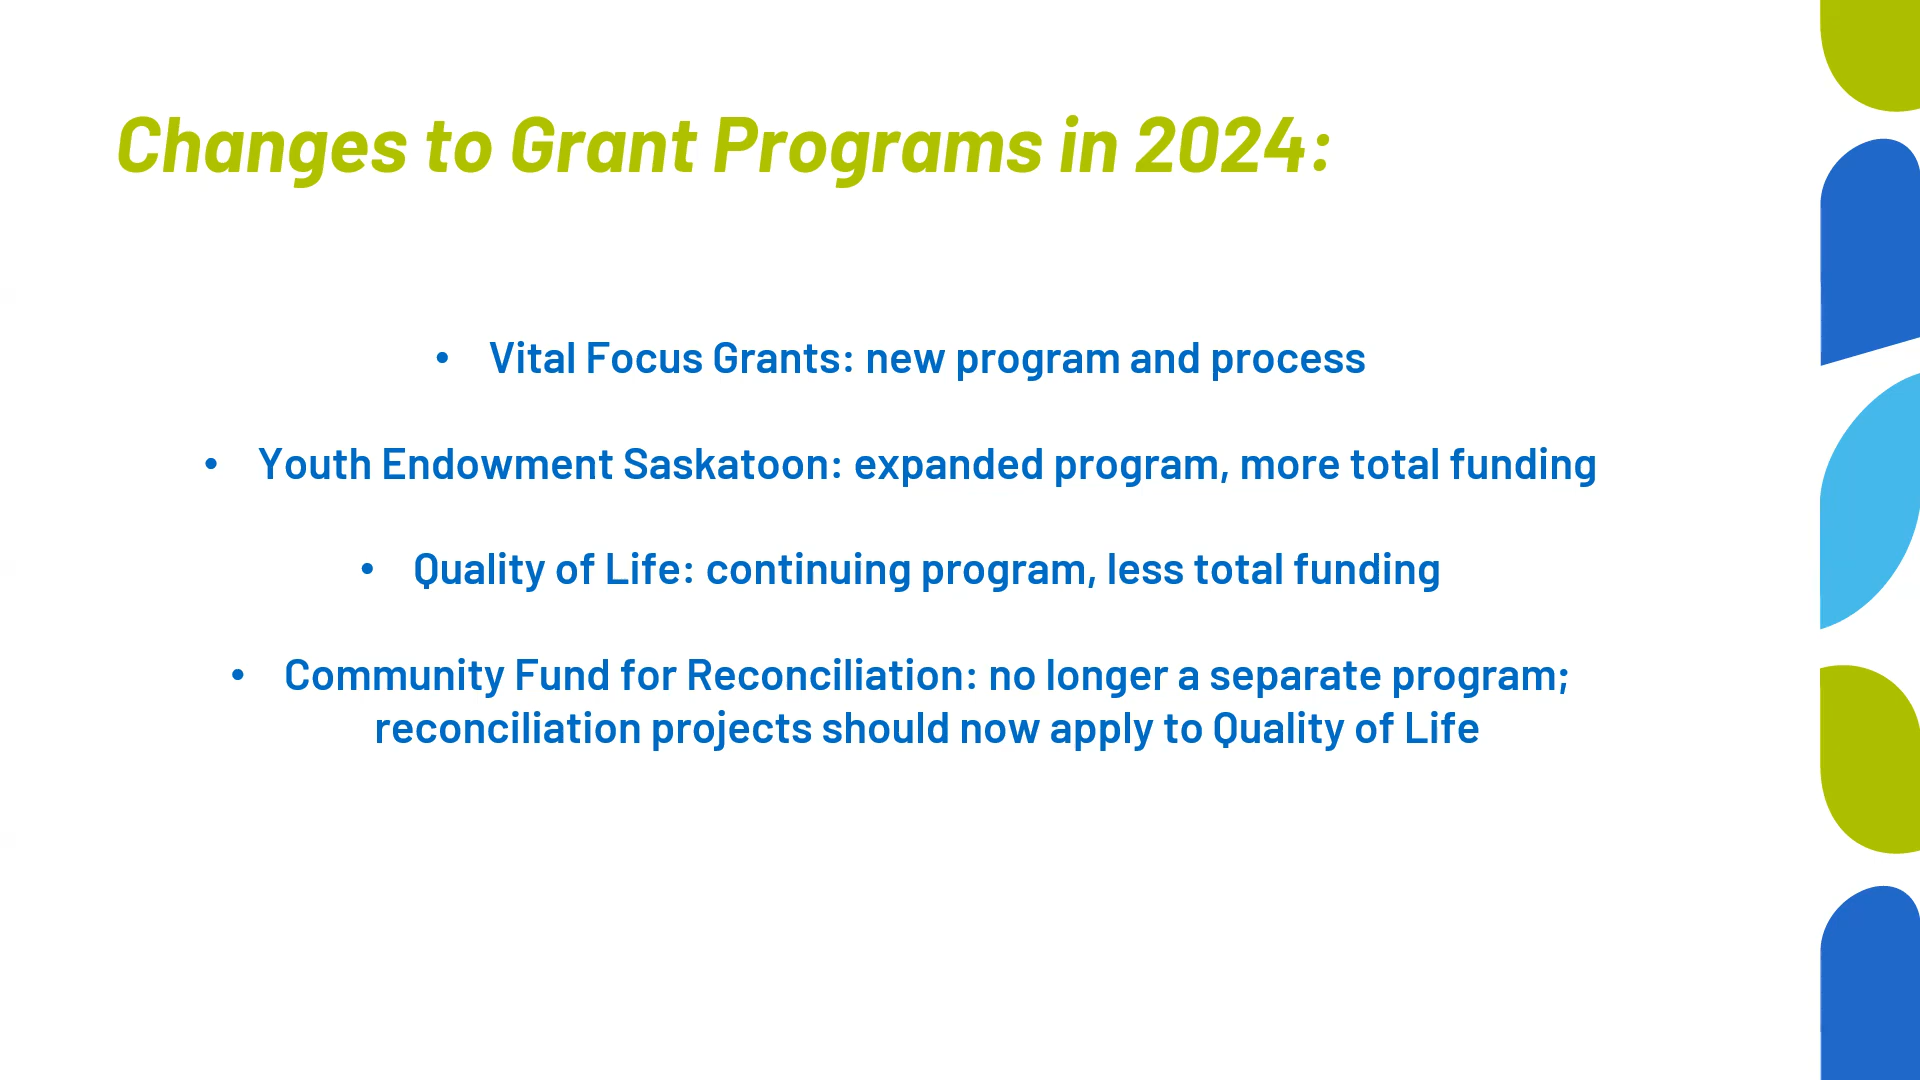 Changes to Grant Programs in 2024:
• Vital Focus Grants: new program and process
• Youth Endowment Saskatoon: expanded program, more total funding
• Quality of Life: continuing program, less total funding
• Community Fund for Reconciliation: no longer a separate program;
reconciliation projects should now apply to Quality of Life